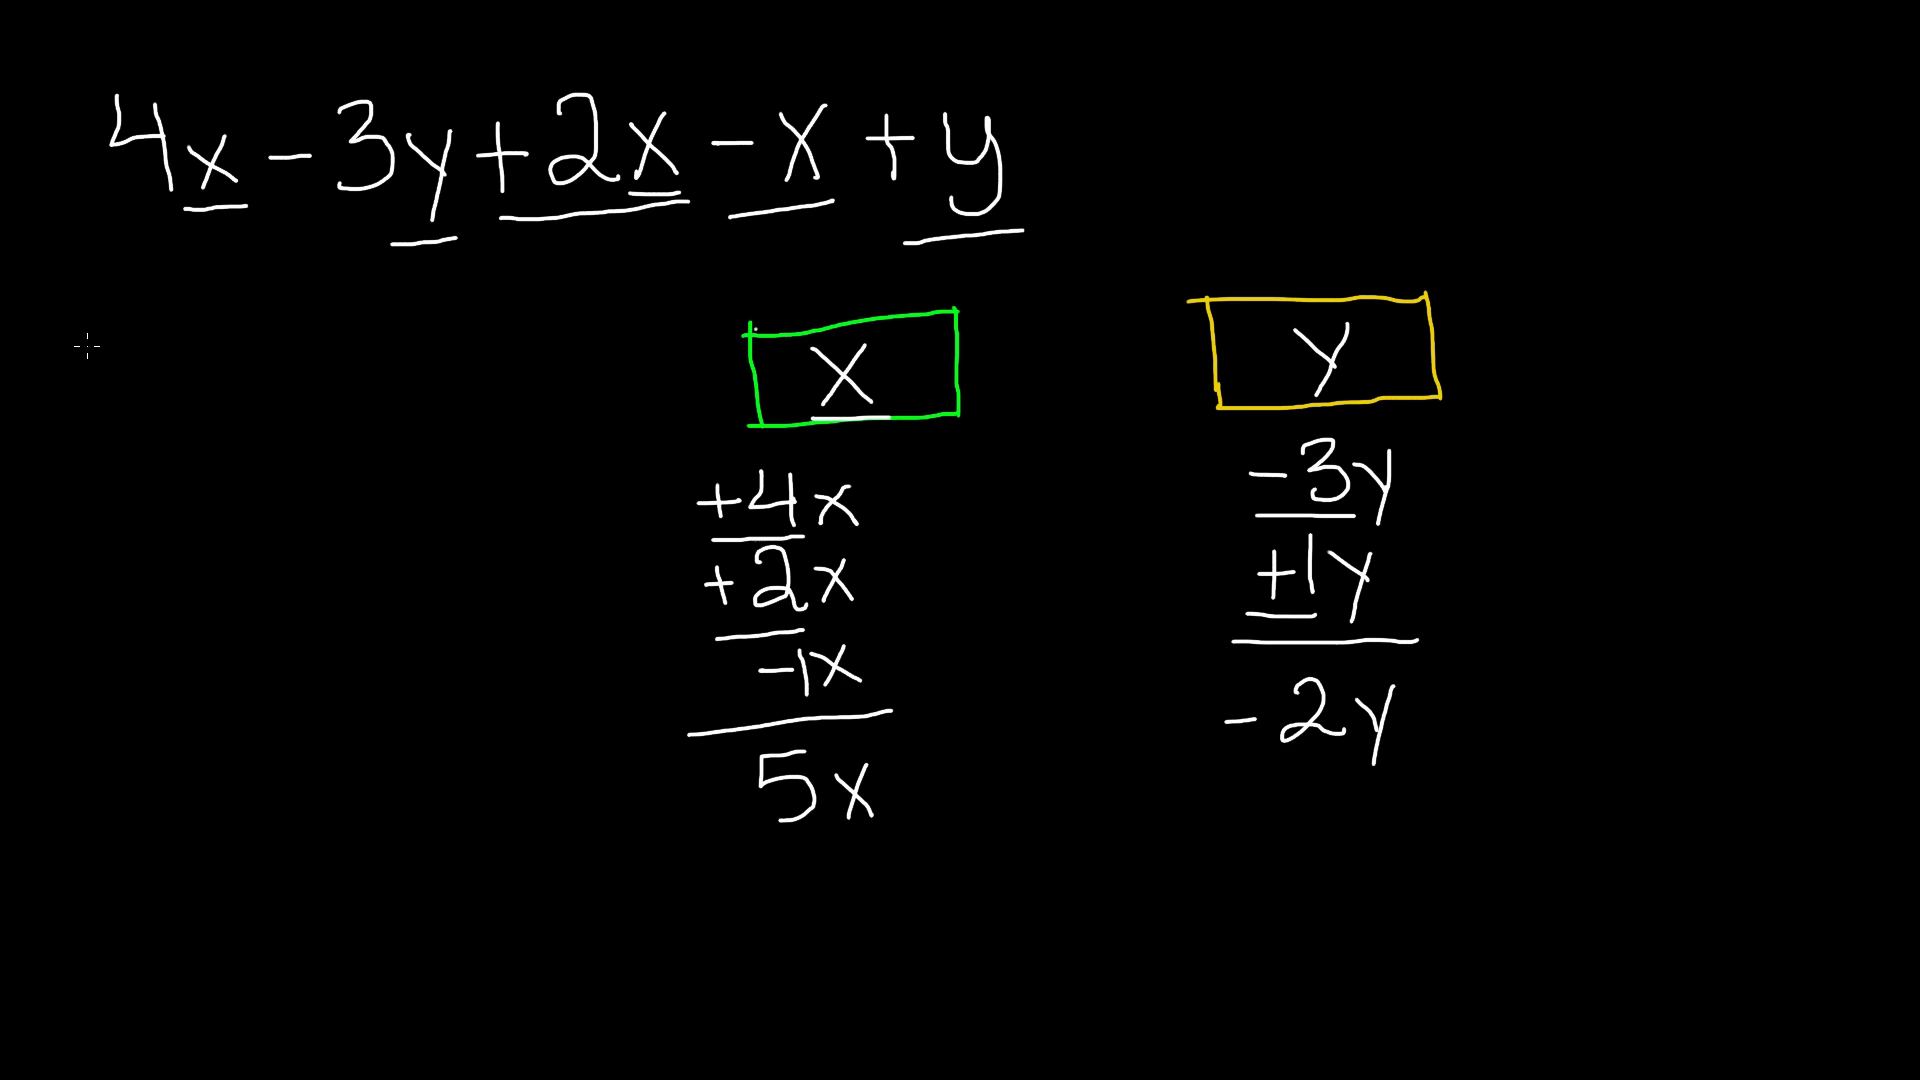 4x - 3y + 2x - x + y
x
+4x
+2x
-1x
5x
y
-3y
+1y
-2y